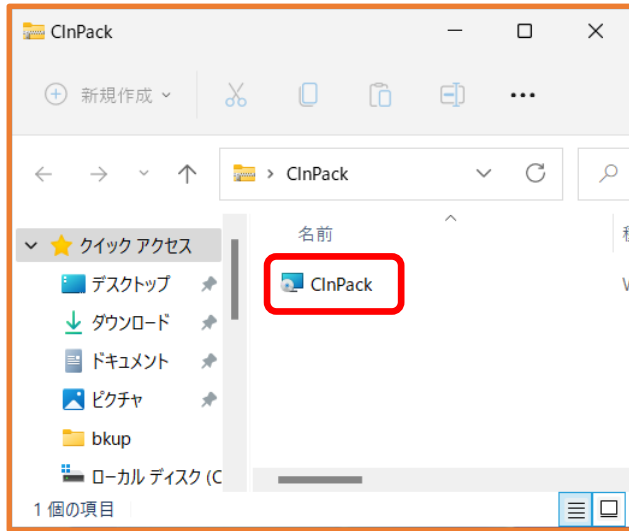 ClnPack
新規作成
ClnPack
クイック アクセス
名前
ClnPack
デスクトップ
ダウンロード
ドキュメント
ピクチャ
bkup
ローカル ディスク (C
1 個の項目